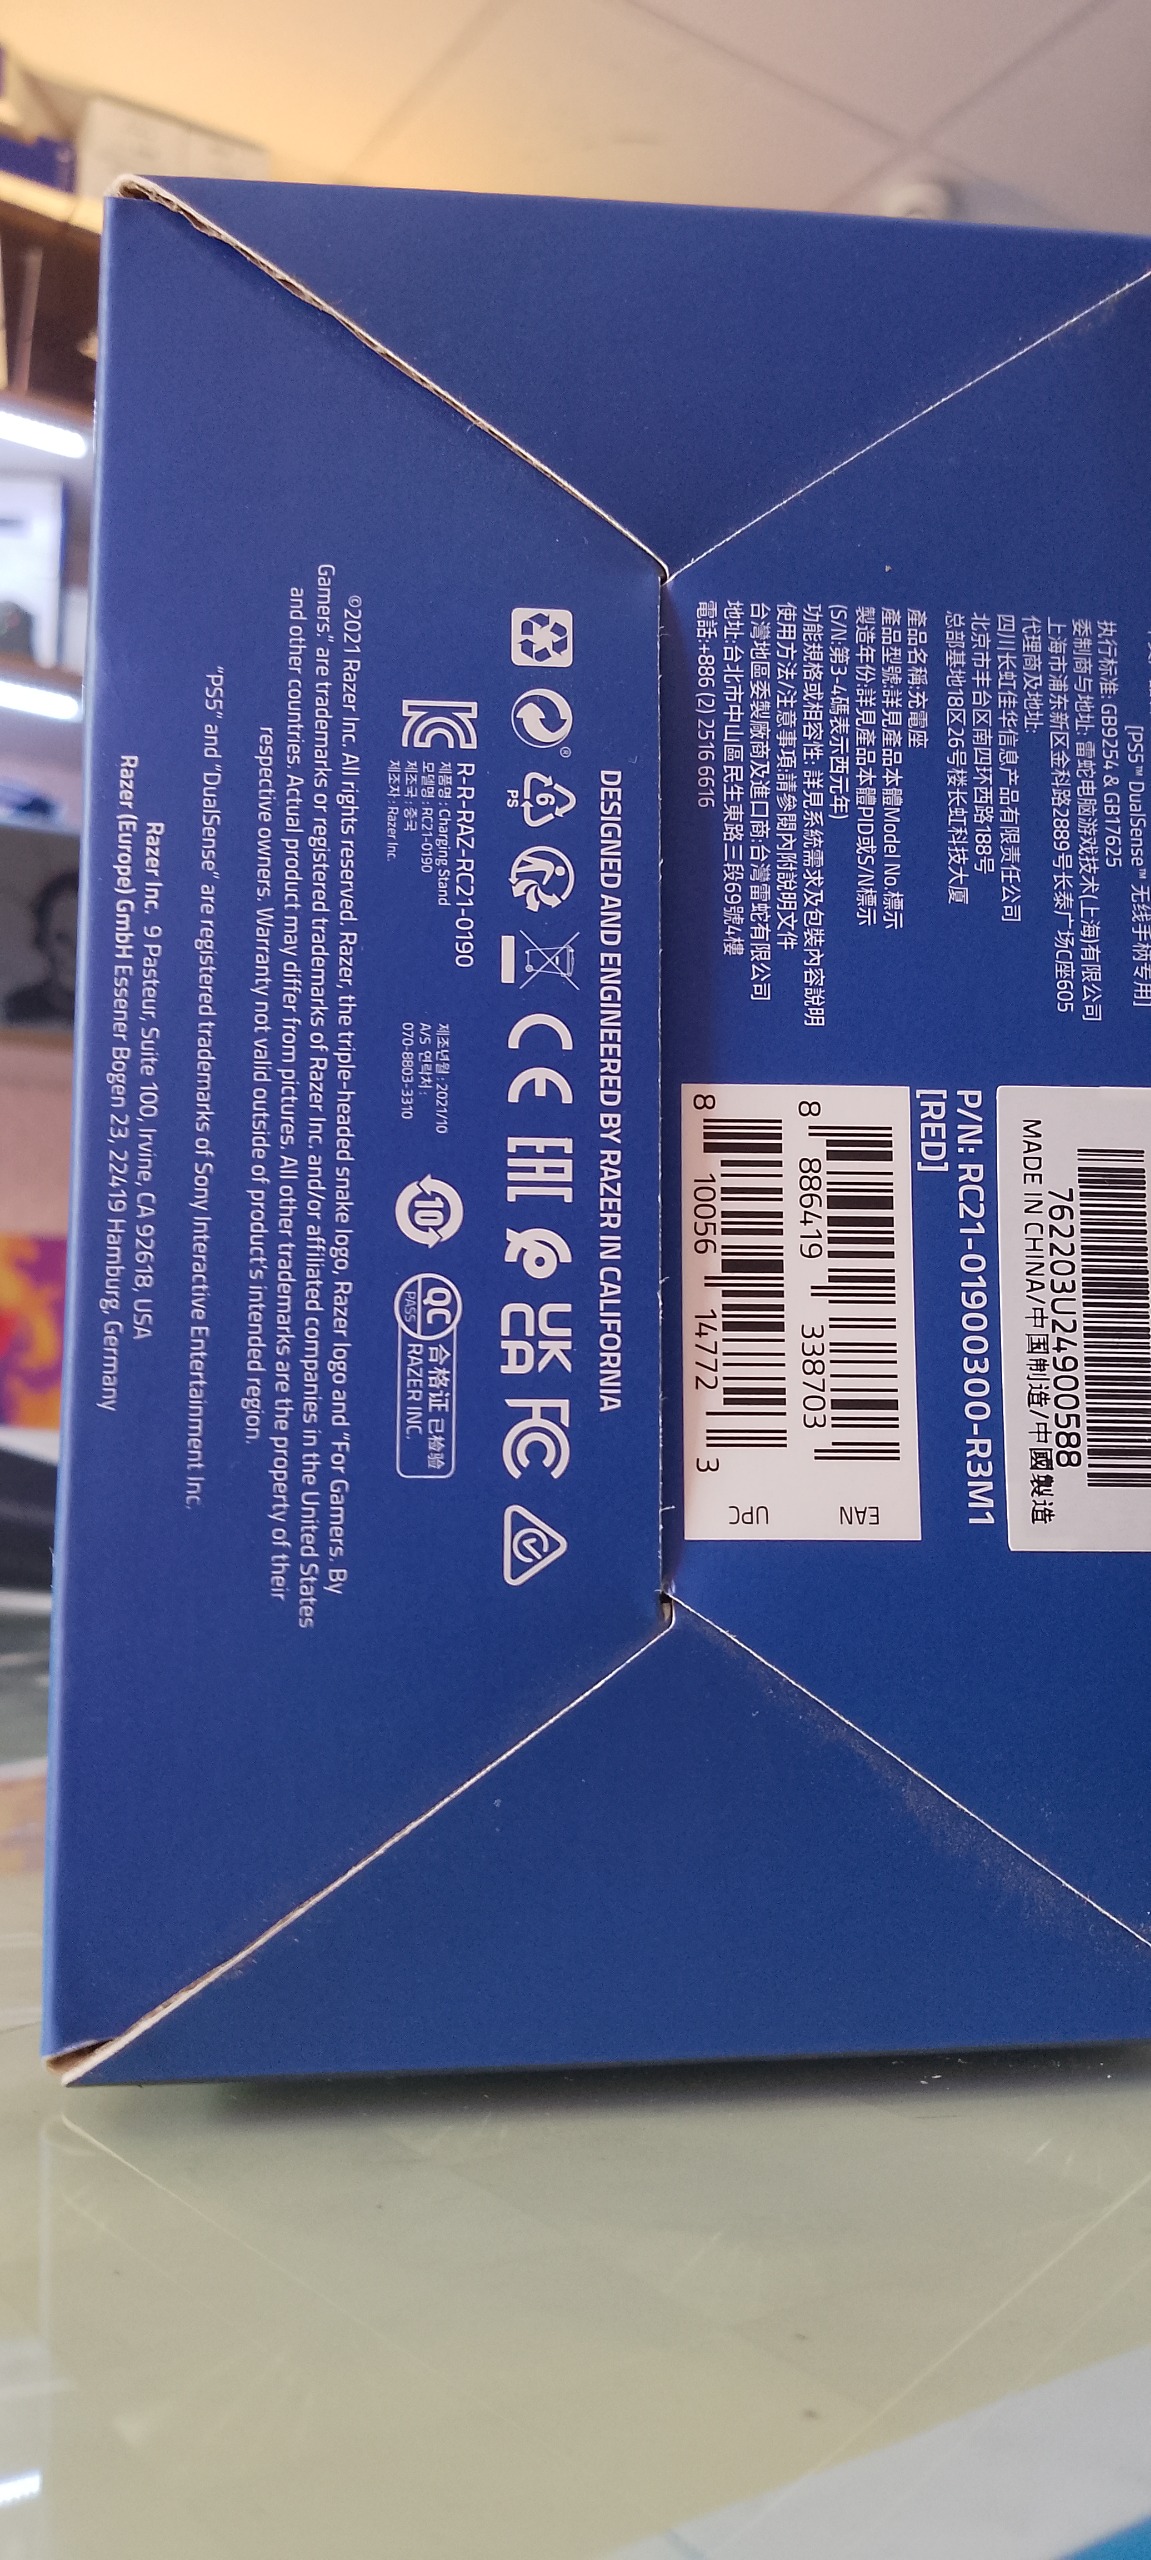 [PS5™ DualSense™ 无线手柄专用]
执行标准: GB9254 & GB17625
委制商与地址: 雷蛇电脑游戏技术(上海)有限公司
上海市浦东新区金科路2889号长泰广场C座605
代理商及地址:
四川长虹佳华信息产品有限责任公司
北京市丰台区南四环西路188号
总部基地18区26号楼长虹科技大厦
產品名稱:充電座
產品型號:詳見產品本體Model No.標示
製造年份:詳見產品本體PID或S/N標示
(S/N:第3-4碼表示西元年)
功能規格或相容性: 詳見系統需求及包裝內容說明
使用方法/注意事項:請參閱內附說明文件
台灣地區委製廠商及進口商:台灣雷蛇有限公司
地址:台北市中山區民生東路三段69號4樓
電話+886 (2) 2516 6616
762203U24900588
MADE IN CHINA/中国制造/中國製造
P/N: RC21-01900300-R3M1
[RED]
8 886419 338703
EAN
8 10056 14772 3
UPC
DESIGNED AND ENGINEERED BY RAZER IN CALIFORNIA
6
PS
CE EAC UK CA FC
R-R-RAZ-RC21-0190
제품명 : Charging Stand
모델명 : RC21-0190
제조국 : 중국
제조자 : Razer Inc.
제조년월 : 2021/10
A/S 연락처 :
070-8803-3310
10
QC PASS
合格证 已检验
RAZER INC.
©2021 Razer Inc. All rights reserved. Razer, the triple-headed snake logo, Razer logo and "For Gamers. By
Gamers." are trademarks or registered trademarks of Razer Inc. and/or affiliated companies in the United States
and other countries. Actual product may differ from pictures. All other trademarks are the property of their
respective owners. Warranty not valid outside of product's intended region.
"PS5" and "DualSense" are registered trademarks of Sony Interactive Entertainment Inc.
Razer Inc. 9 Pasteur, Suite 100, Irvine, CA 92618, USA
Razer (Europe) GmbH Essener Bogen 23, 22419 Hamburg, Germany